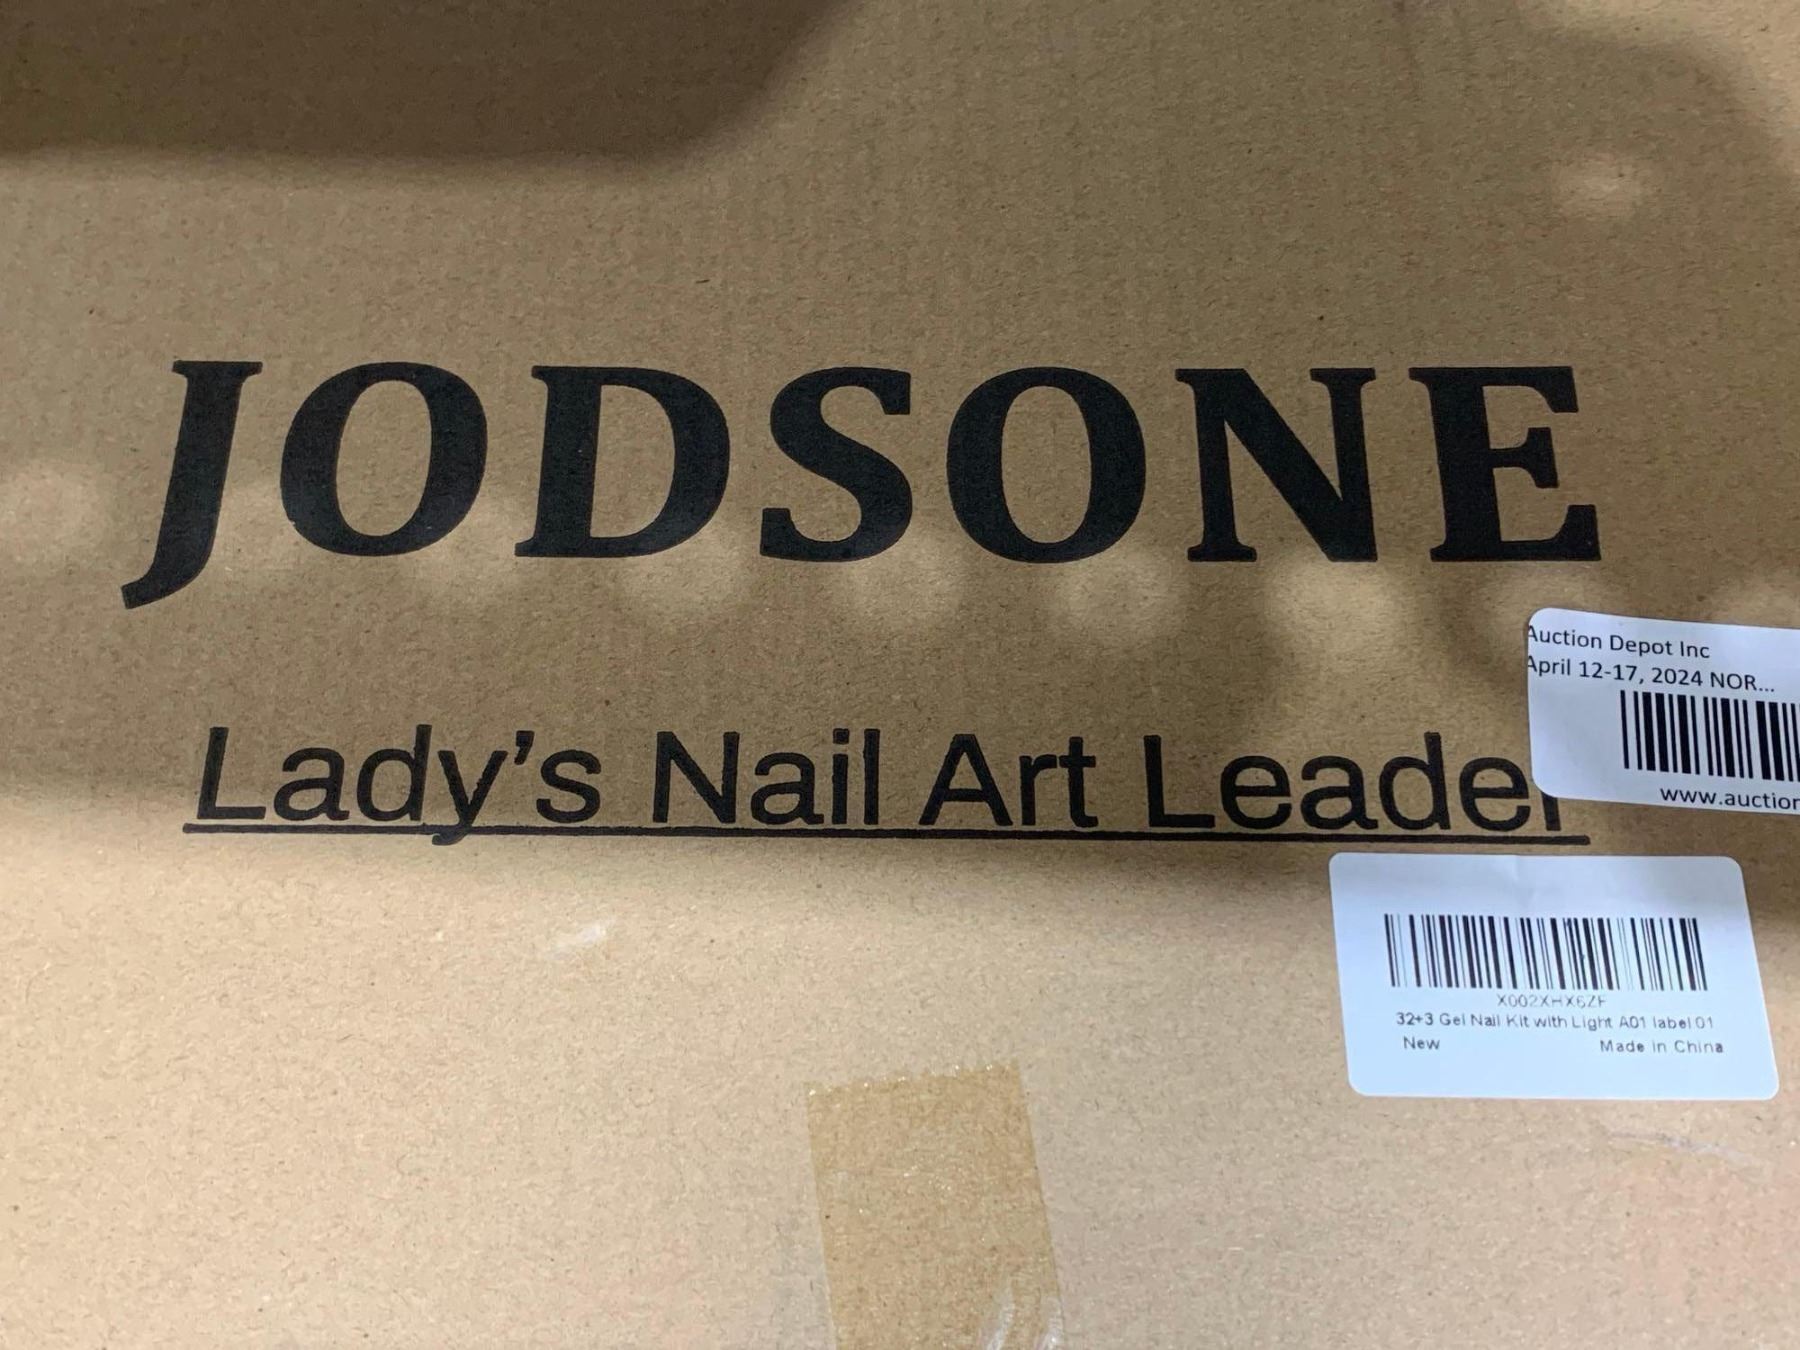 JODSONE
Lady's Nail Art Leader
Auction Depot Inc
April 12-17, 2024 NOR...
www.auction
X002XHX6ZF
32+3 Gel Nail Kit with Light A01 label 01
New Made in China